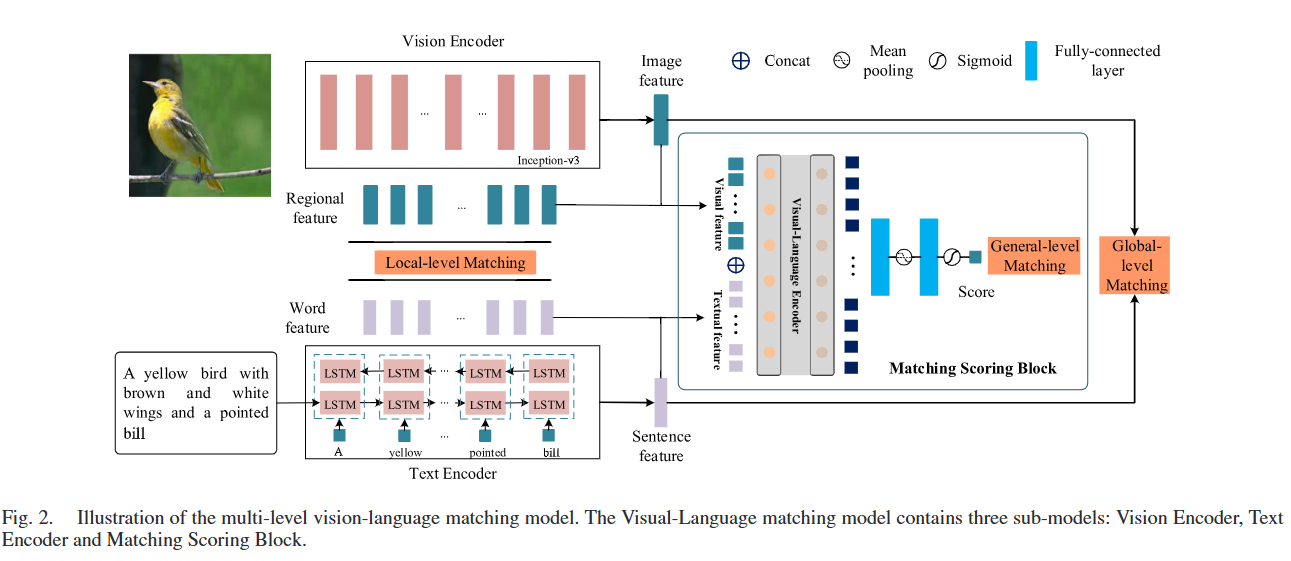 Vision Encoder
...
...
Inception-v3
Image
feature
Concat
Mean
pooling
Sigmoid
Fully-connected
layer
Regional
feature
...
Local-level Matching
Word
feature
...
A yellow bird with
brown and white
wings and a pointed
bill
LSTM
LSTM
...
LSTM
LSTM
LSTM
LSTM
...
LSTM
LSTM
...
A
yellow
pointed
bill
Text Encoder
Sentence
feature
Visual feature
Textual feature
Visual-Language Encoder
Score
General-level
Matching
Matching Scoring Block
Global-
level
Matching
Fig. 2. Illustration of the multi-level vision-language matching model. The Visual-Language matching model contains three sub-models: Vision Encoder, Text
Encoder and Matching Scoring Block.